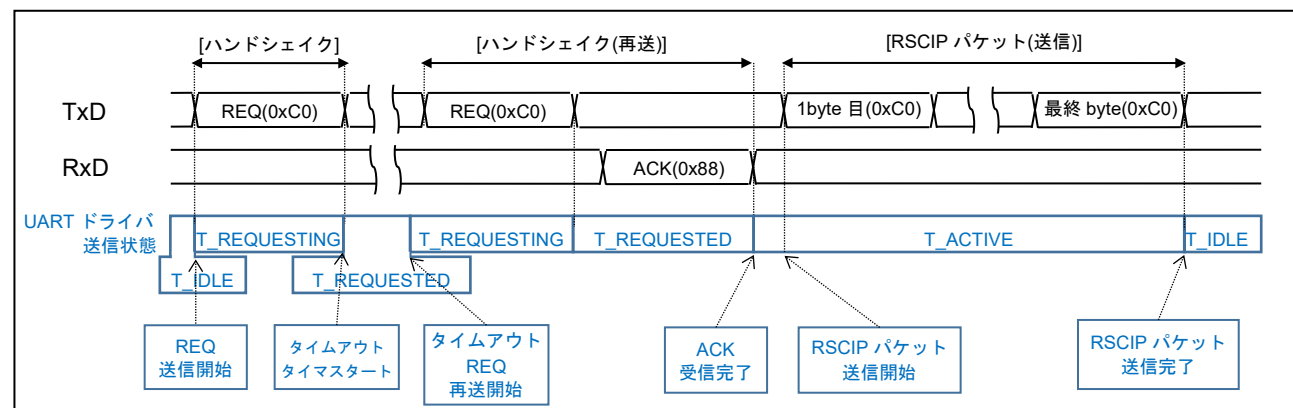 [ハンドシェイク]
[ハンドシェイク(再送)]
[RSCIP パケット(送信)]
TxD
REQ(0xC0)
REQ(0xC0)
1byte 目(0xC0)
最終 byte(0xC0)
RxD
ACK(0x88)
UART ドライバ
送信状態
T_REQUESTING
T_REQUESTING
T_REQUESTED
T_ACTIVE
T_IDLE
T_IDLE
T_REQUESTED
REQ
送信開始
タイムアウト
タイマスタート
タイムアウト
REQ
再送開始
ACK
受信完了
RSCIP パケット
送信開始
RSCIP パケット
送信完了